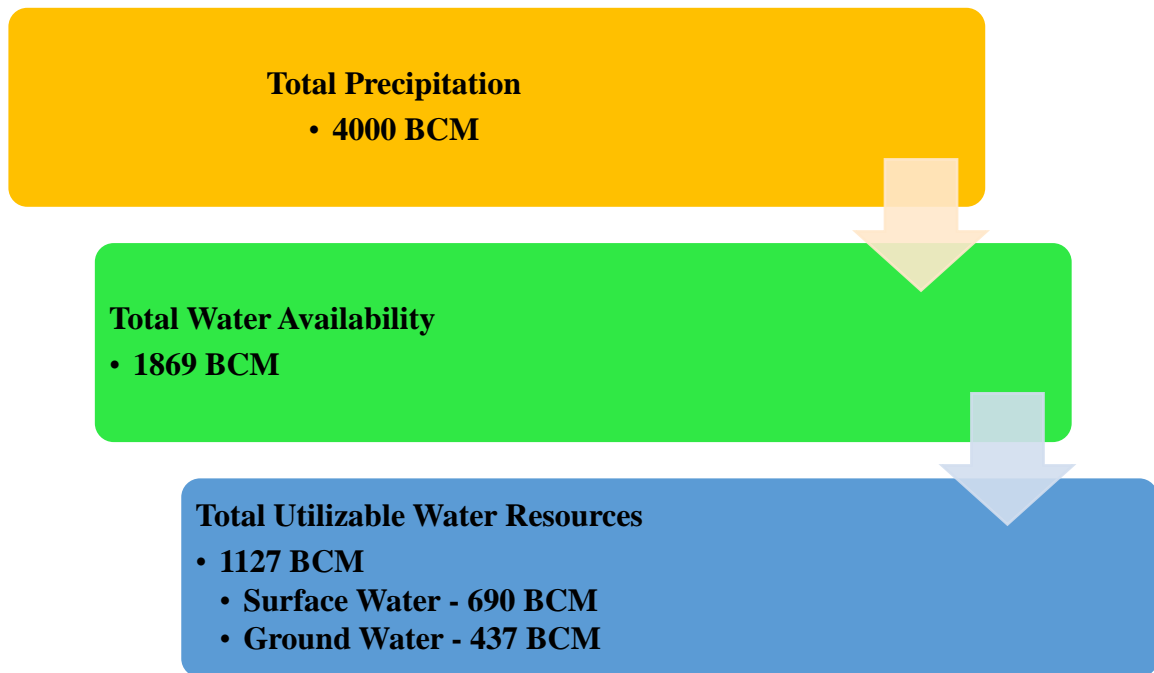 Total Precipitation
• 4000 BCM
Total Water Availability
• 1869 BCM
Total Utilizable Water Resources
• 1127 BCM
• Surface Water - 690 BCM
• Ground Water - 437 BCM